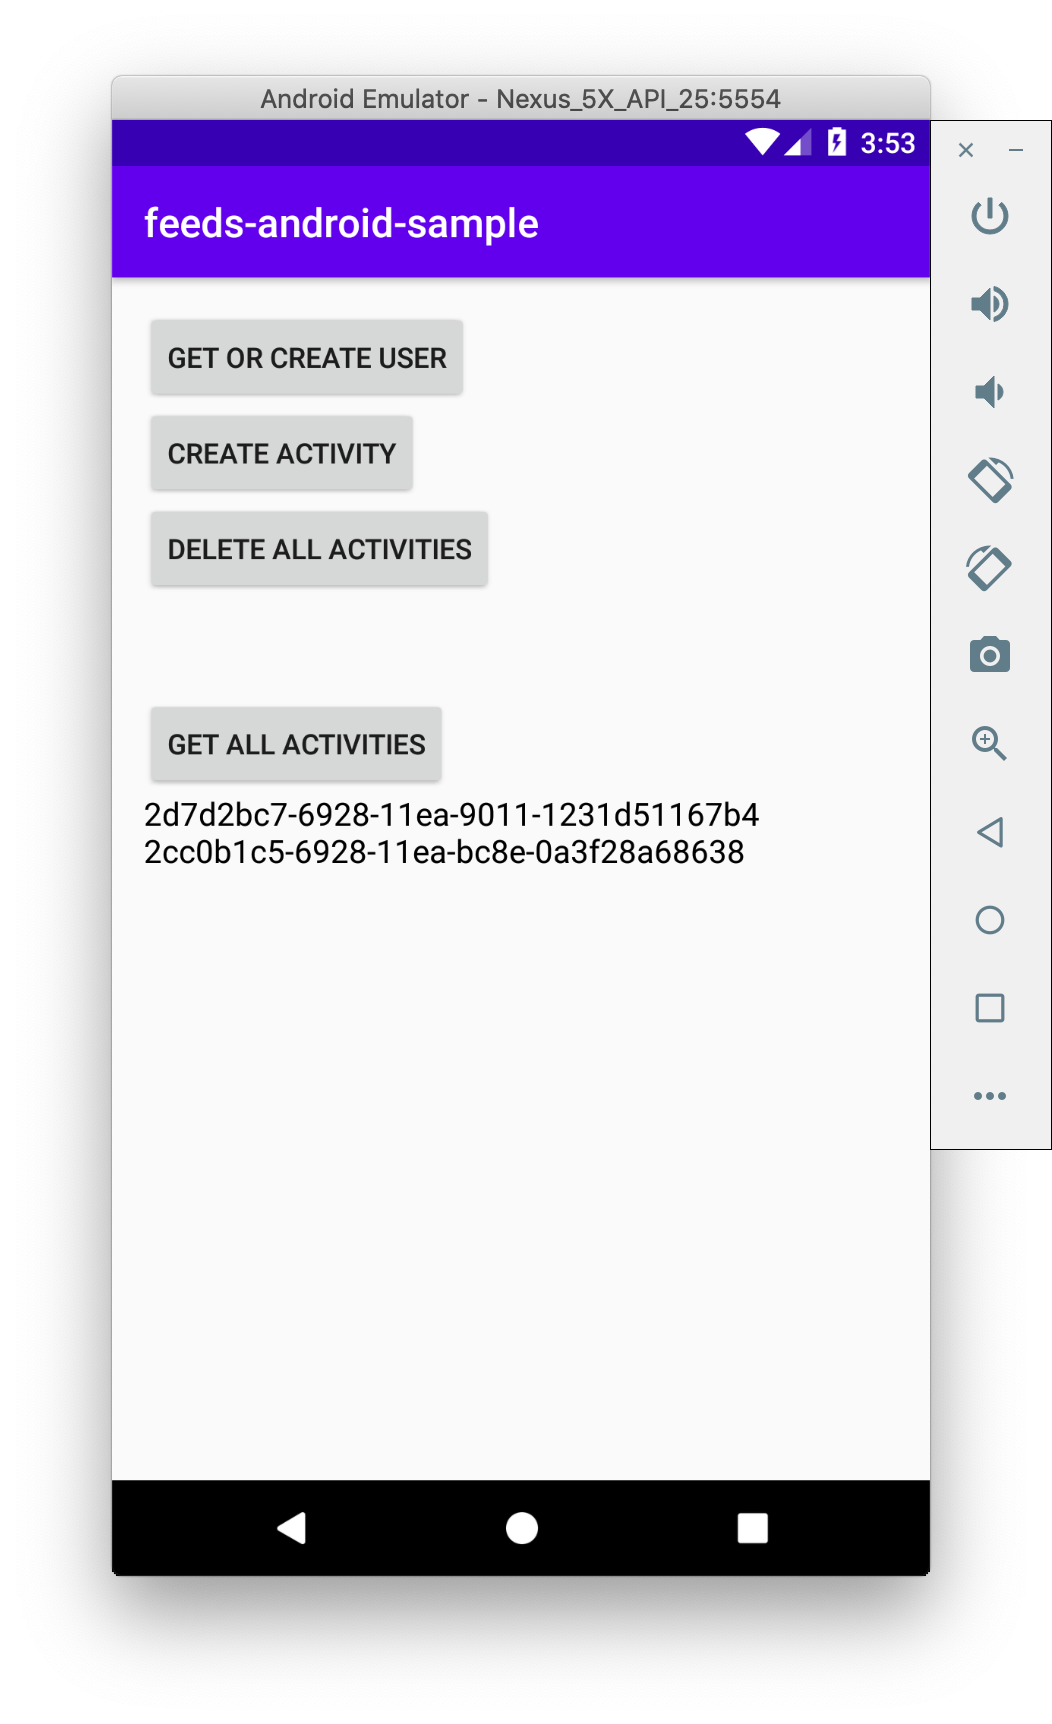 Android Emulator - Nexus_5X_API_25:5554
3:53
feeds-android-sample
GET OR CREATE USER
CREATE ACTIVITY
DELETE ALL ACTIVITIES
GET ALL ACTIVITIES
2d7d2bc7-6928-11ea-9011-1231d51167b4
2cc0b1c5-6928-11ea-bc8e-0a3f28a68638